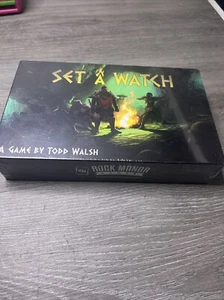 SET A WATCH
A GAME BY TODD WALSH
ROCK MANOR